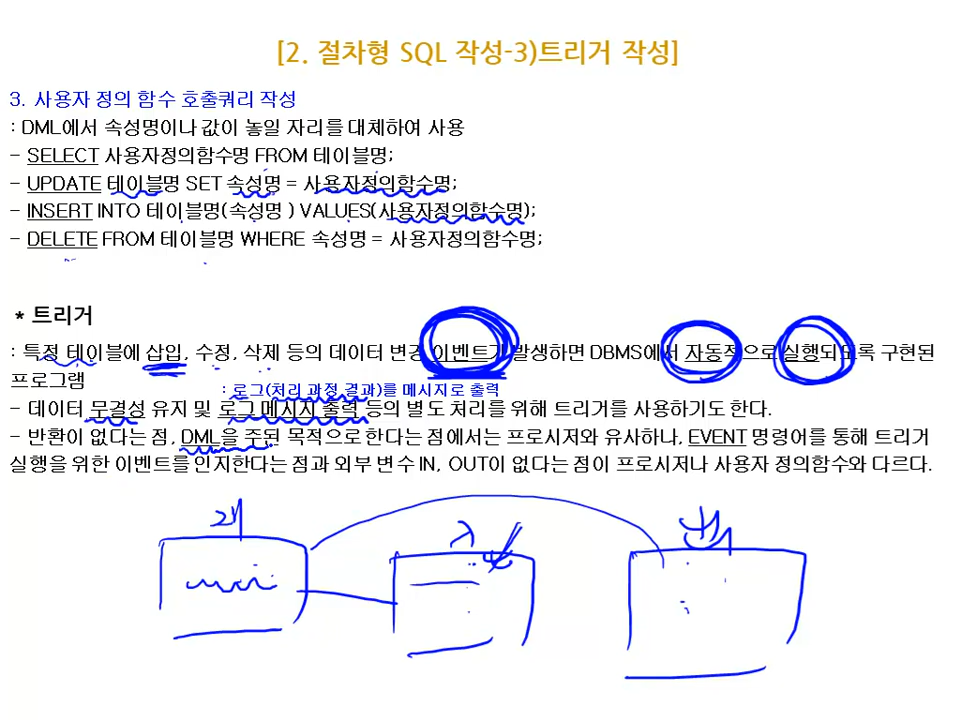 [2. 절차형 SQL 작성-3)트리거 작성]
3. 사용자 정의 함수 호출쿼리 작성
: DML에서 속성명이나 값이 놓일 자리를 대체하여 사용
- SELECT 사용자정의함수명 FROM 테이블명;
- UPDATE 테이블명 SET 속성명 = 사용자정의함수명;
- INSERT INTO 테이블명(속성명 ) VALUES(사용자정의함수명);
- DELETE FROM 테이블명 WHERE 속성명 = 사용자정의함수명;
* 트리거
: 특정 테이블에 삽입, 수정, 삭제 등의 데이터 변경 이벤트가 발생하면 DBMS에서 자동적으로 실행되도록 구현된
프로그램
: 로그(처리 과정 결과)를 메시지로 출력
- 데이터 무결성 유지 및 로그 메시지 출력 등의 별도 처리를 위해 트리거를 사용하기도 한다.
- 반환이 없다는 점, DML을 주된 목적으로 한다는 점에서는 프로시저와 유사하나, EVENT 명령어를 통해 트리거
실행을 위한 이벤트를 인지한다는 점과 외부 변수 IN, OUT이 없다는 점이 프로시저나 사용자 정의함수와 다르다.